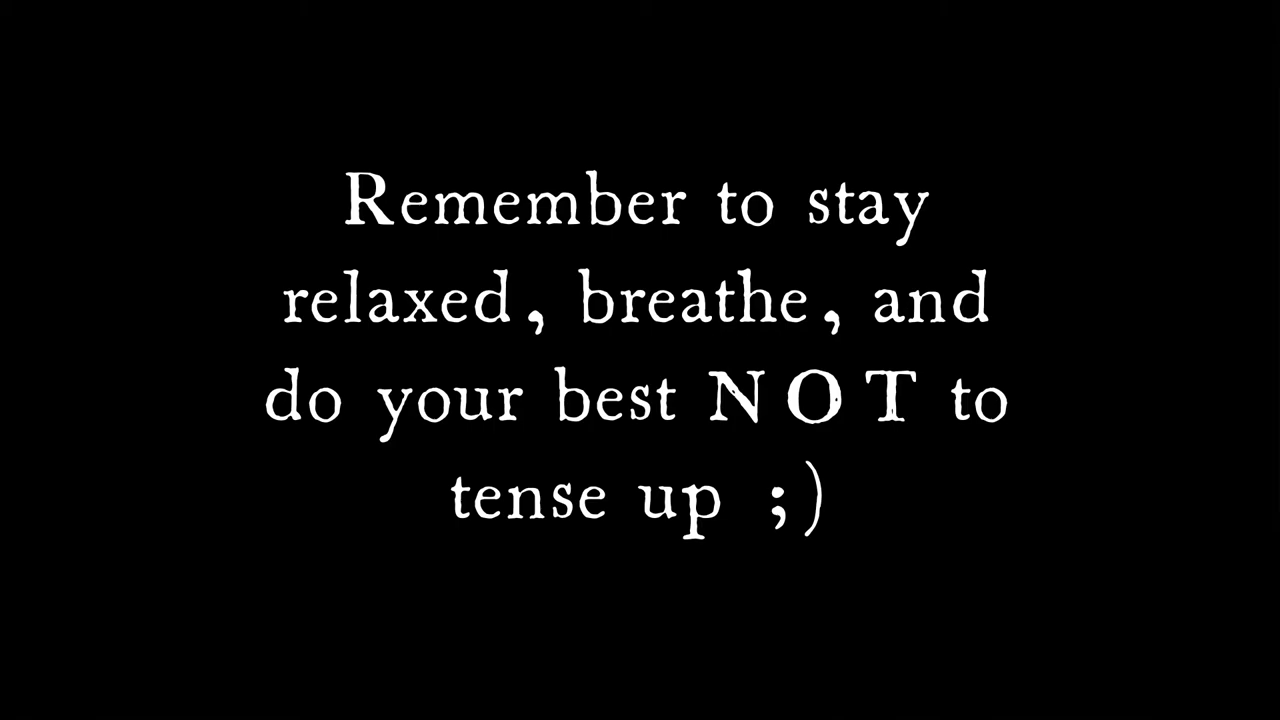 Remember to stay
relaxed, breathe, and
do your best NOT to
tense up ;)